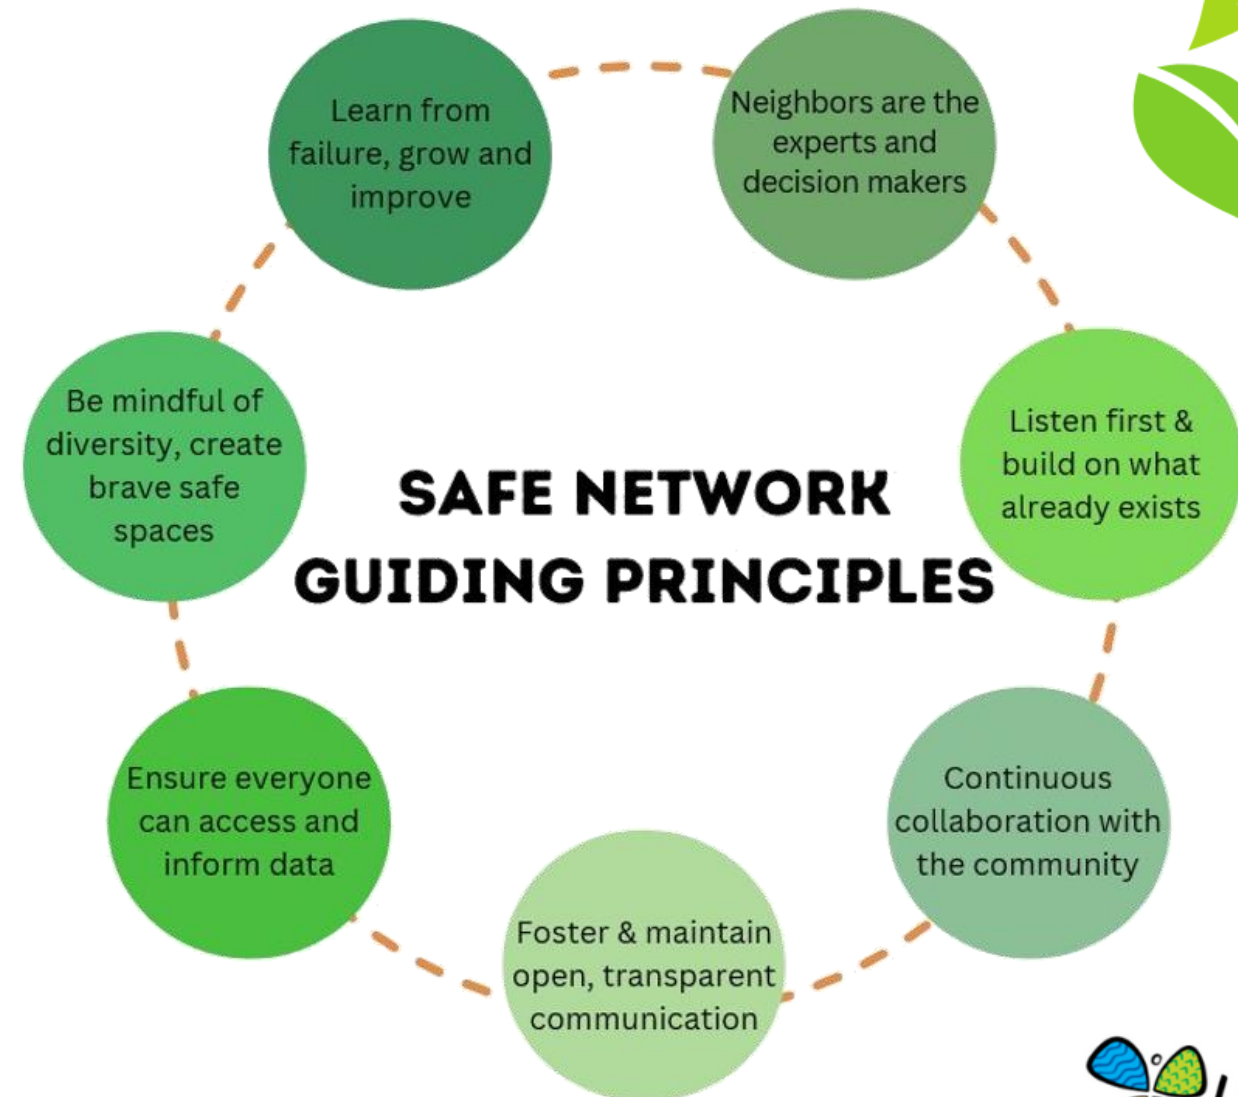 Learn from
failure, grow and
improve
Neighbors are the
experts and
decision makers
Be mindful of
diversity, create
brave safe
spaces
Listen first &
build on what
already exists
SAFE NETWORK
GUIDING PRINCIPLES
Ensure everyone
can access and
inform data
Continuous
collaboration with
the community
Foster & maintain
open, transparent
communication